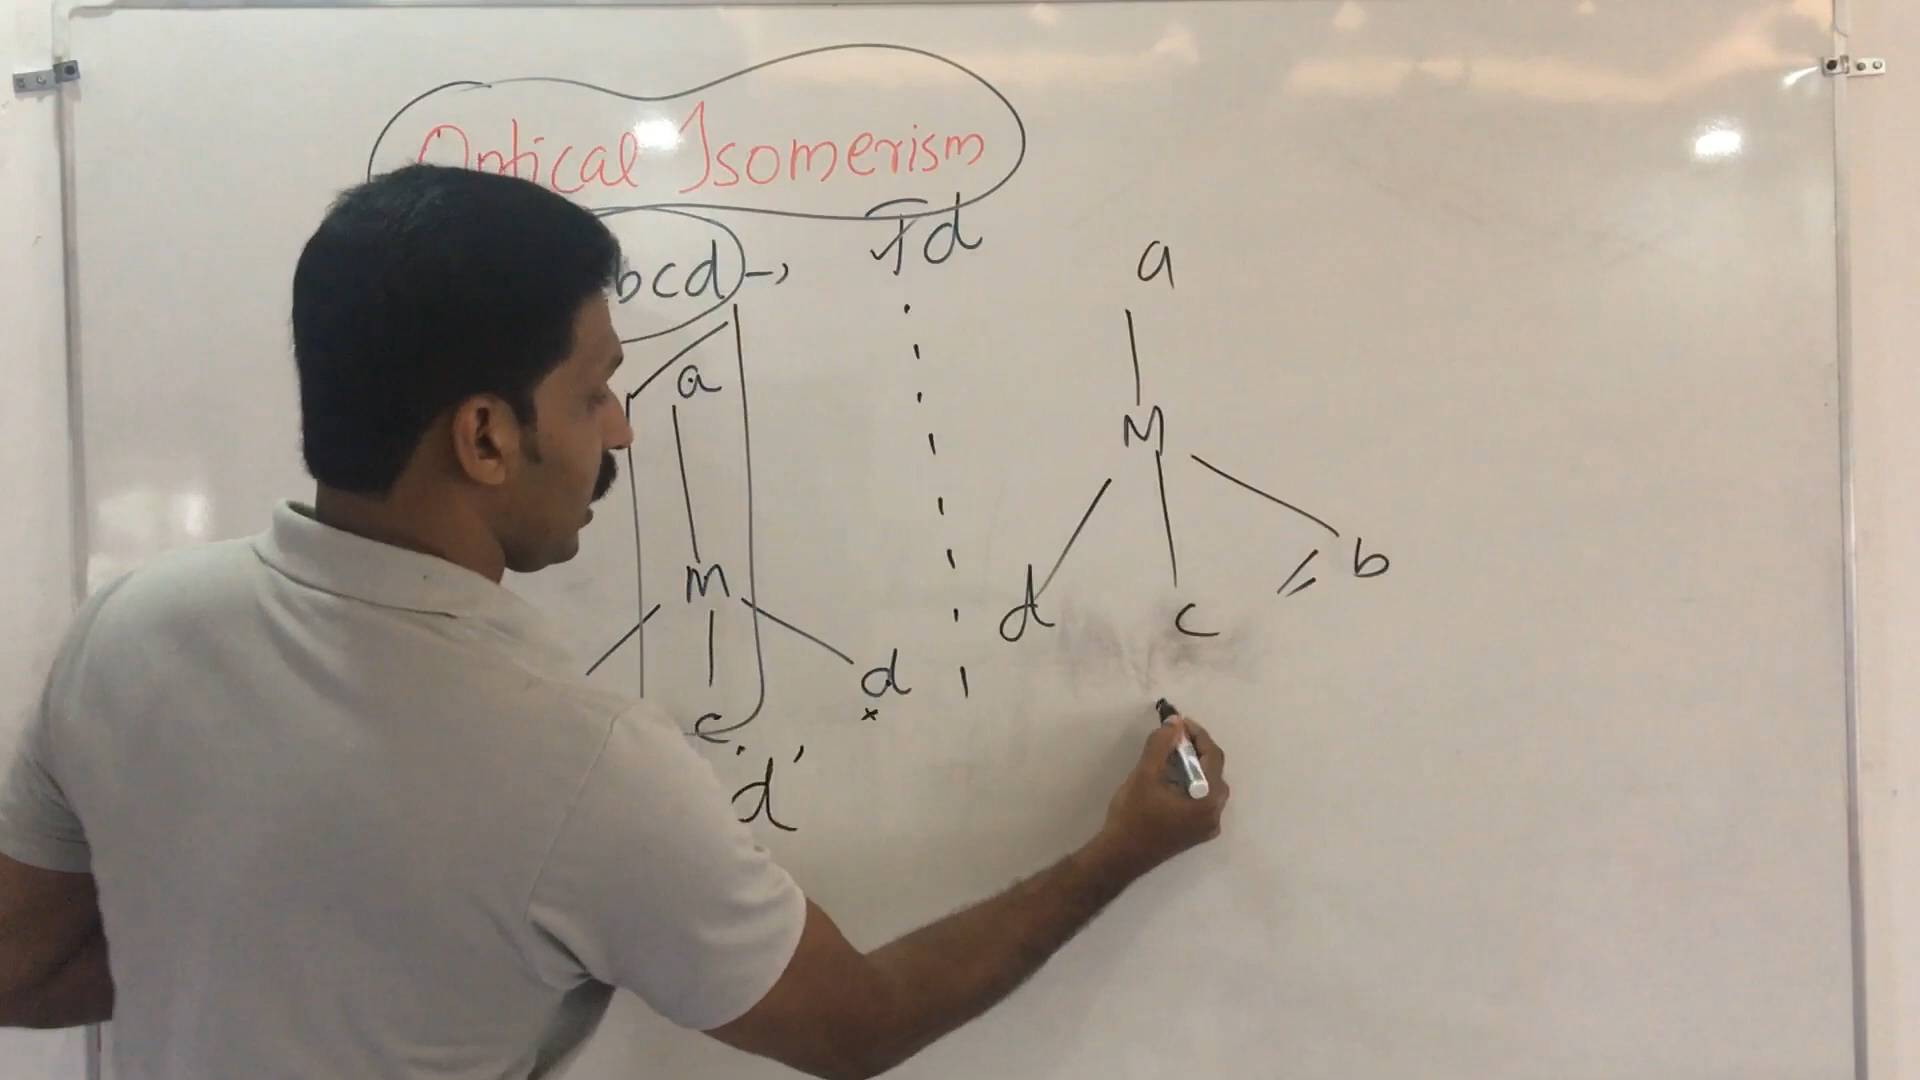 Optical Isomerism
bcd) → Td
a
M
d c b
a
M
c d
x
'd'